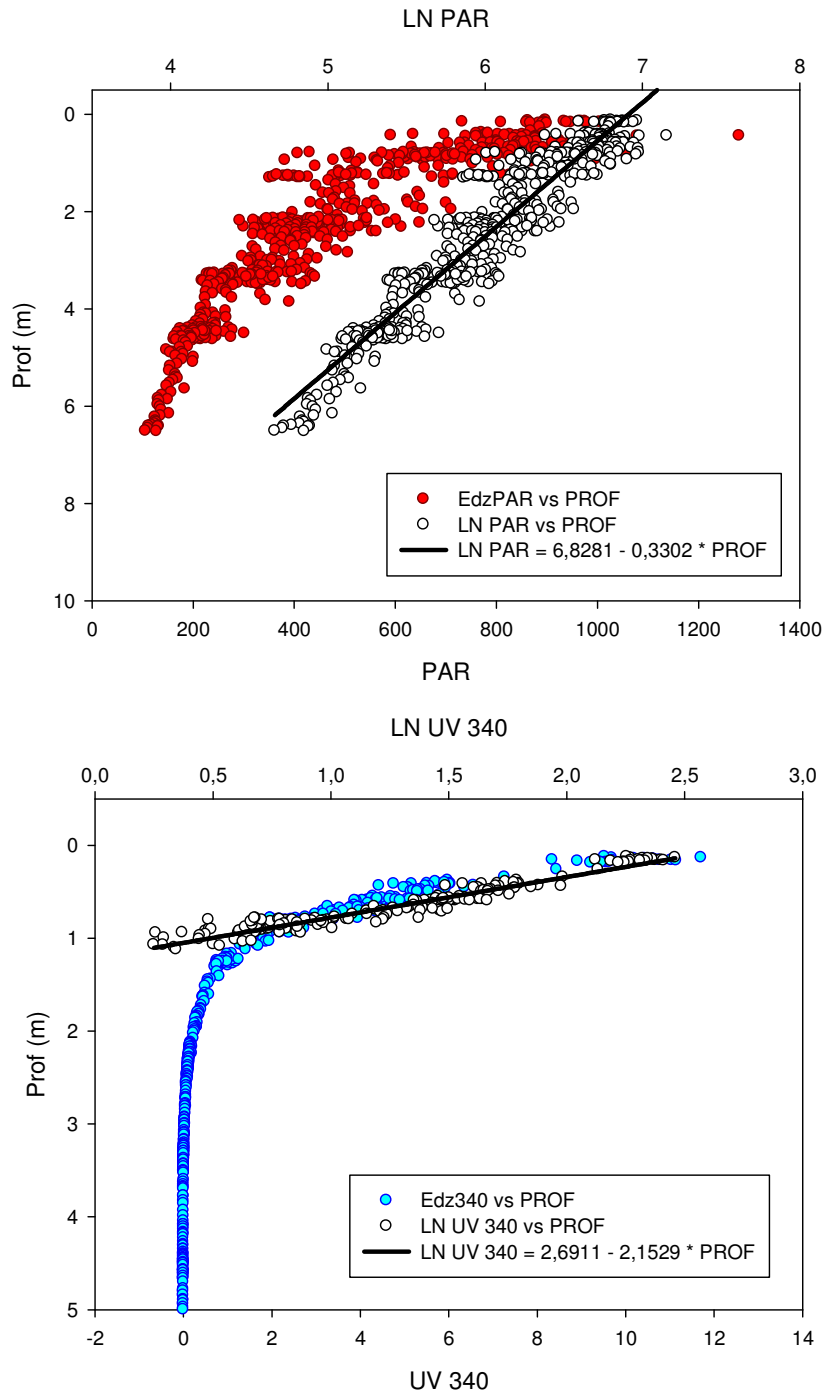 LN PAR
4 5 6 7 8
0
2
4
6
8
10
Prof (m)
EdzPAR vs PROF
LN PAR vs PROF
LN PAR = 6,8281 - 0,3302 * PROF
0 200 400 600 800 1000 1200 1400
PAR
LN UV 340
0,0 0,5 1,0 1,5 2,0 2,5 3,0
0
1
2
3
4
5
Prof (m)
Edz340 vs PROF
LN UV 340 vs PROF
LN UV 340 = 2,6911 - 2,1529 * PROF
-2 0 2 4 6 8 10 12 14
UV 340